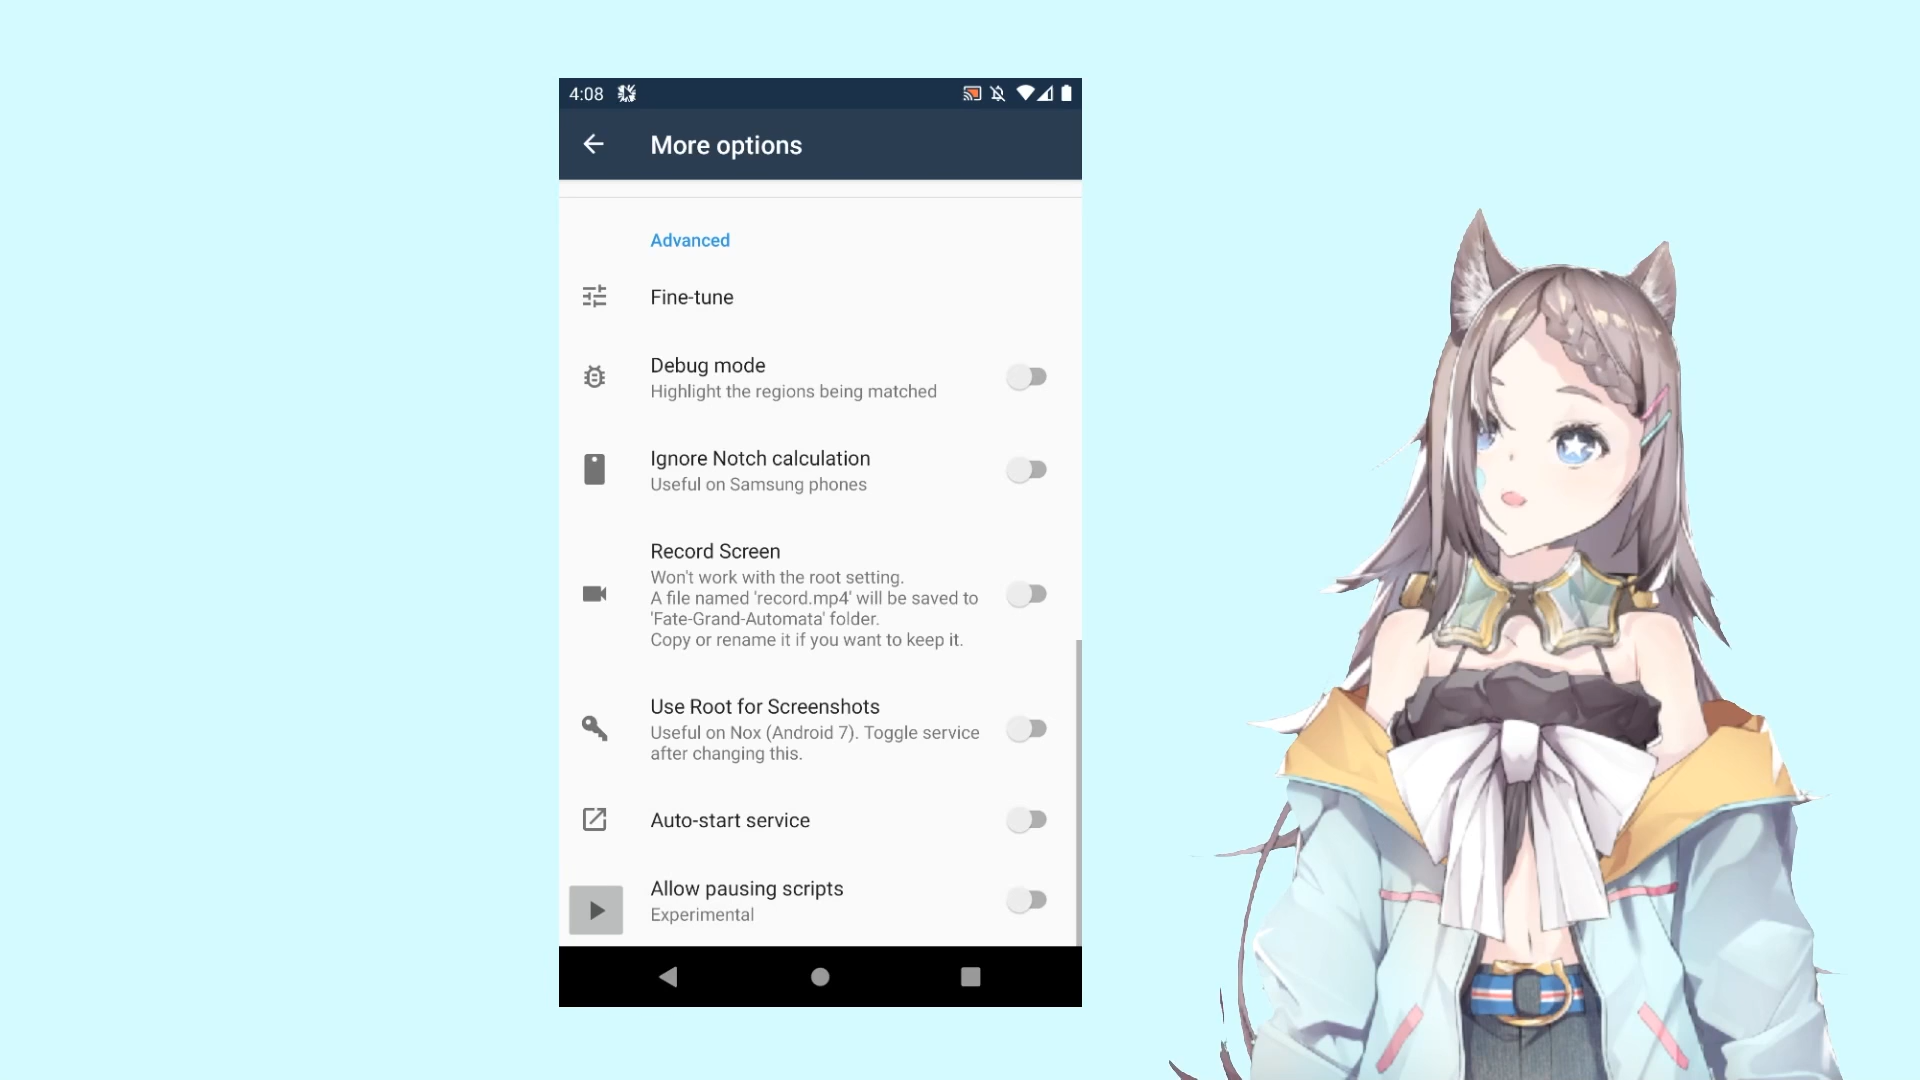 4:08
More options
Advanced
Fine-tune
Debug mode
Highlight the regions being matched
Ignore Notch calculation
Useful on Samsung phones
Record Screen
Won't work with the root setting.
A file named 'record.mp4' will be saved to
'Fate-Grand-Automata' folder.
Copy or rename it if you want to keep it.
Use Root for Screenshots
Useful on Nox (Android 7). Toggle service
after changing this.
Auto-start service
Allow pausing scripts
Experimental